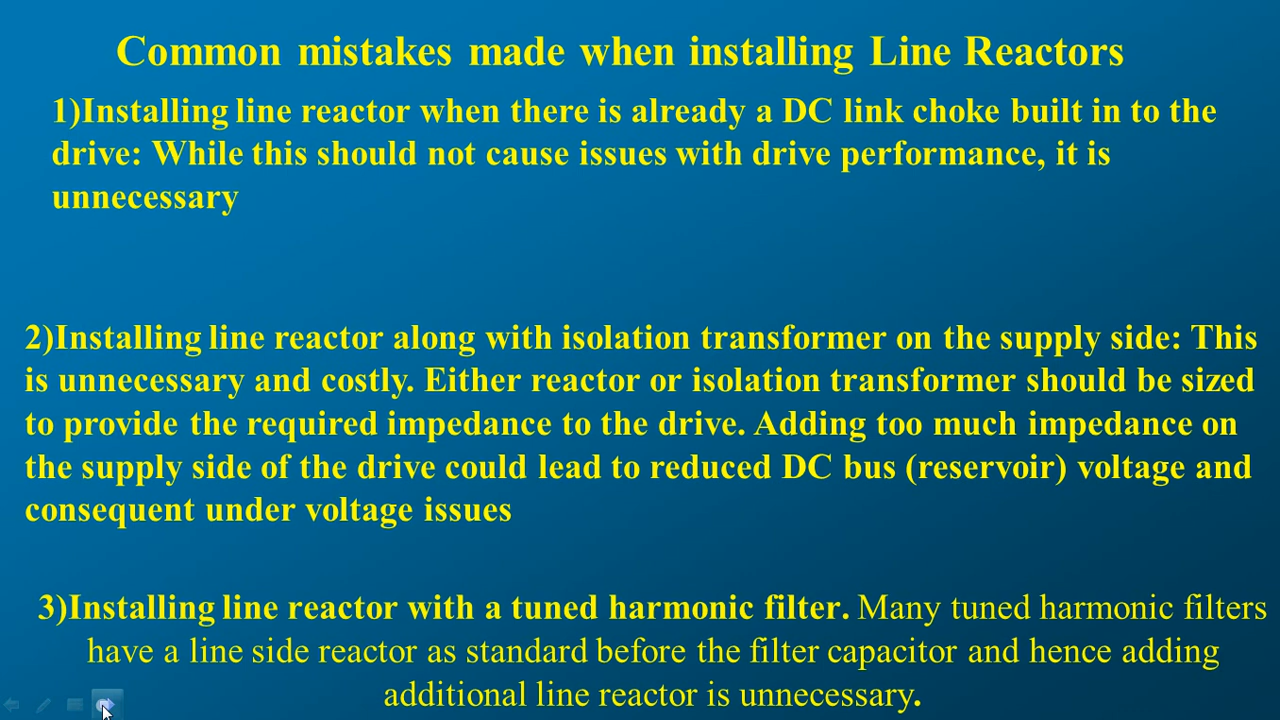 Common mistakes made when installing Line Reactors
1)Installing line reactor when there is already a DC link choke built in to the
drive: While this should not cause issues with drive performance, it is
unnecessary
2)Installing line reactor along with isolation transformer on the supply side: This
is unnecessary and costly. Either reactor or isolation transformer should be sized
to provide the required impedance to the drive. Adding too much impedance on
the supply side of the drive could lead to reduced DC bus (reservoir) voltage and
consequent under voltage issues
3)Installing line reactor with a tuned harmonic filter. Many tuned harmonic filters
have a line side reactor as standard before the filter capacitor and hence adding
additional line reactor is unnecessary.